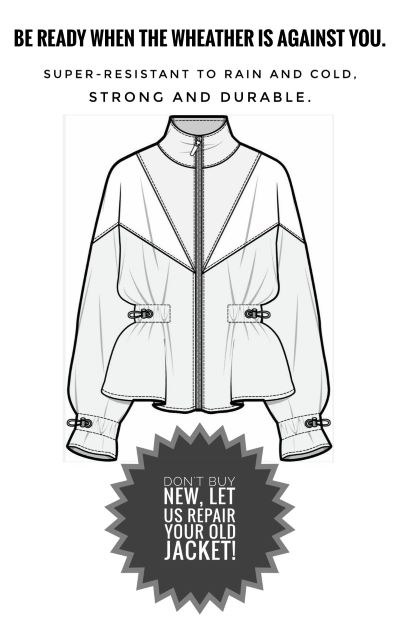 BE READY WHEN THE WHEATHER IS AGAINST YOU.
SUPER-RESISTANT TO RAIN AND COLD,
STRONG AND DURABLE.
DON'T BUY
NEW, LET
US REPAIR
YOUR OLD
JACKET!